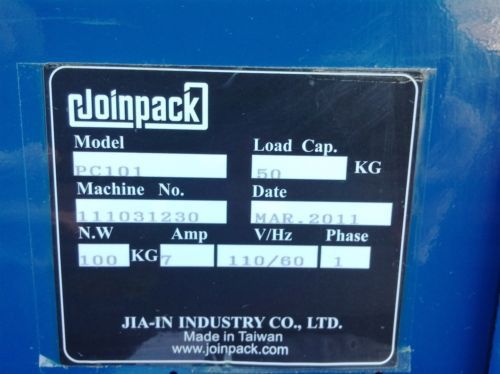 Joinpack
Model Load Cap.
PC101 50 KG
Machine No. Date
111031230 MAR.2011
N.W Amp V/Hz Phase
100 KG 7 110/60 1
JIA-IN INDUSTRY CO., LTD.
Made in Taiwan
www.joinpack.com